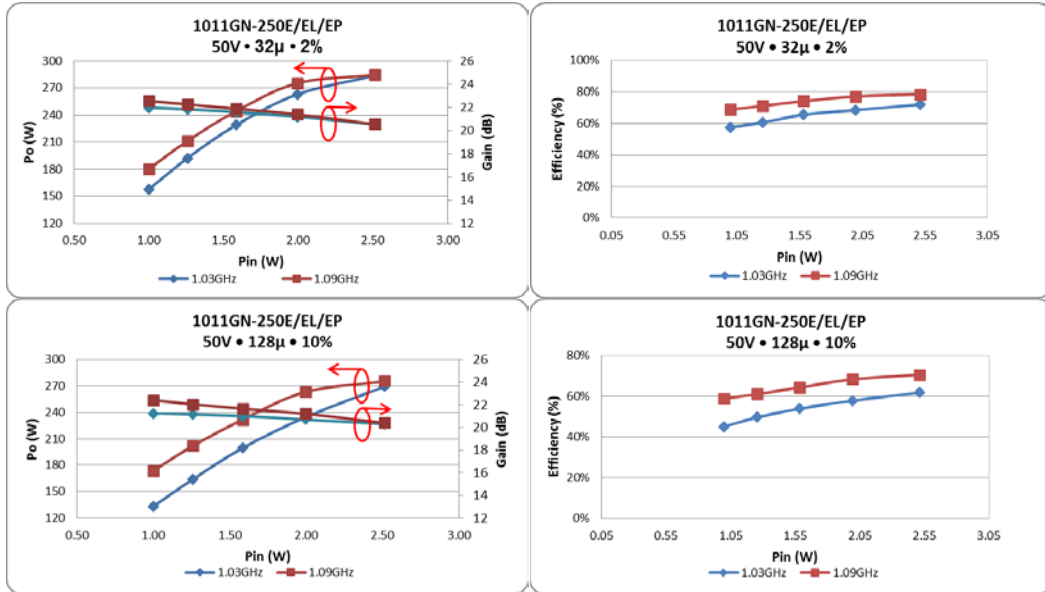 1011GN-250E/EL/EP
50V • 32µ • 2%
300
270
240
210
180
150
120
Po (W)
26
24
22
20
18
16
14
12
Gain (dB)
0.50
1.00
1.50
2.00
2.50
3.00
Pin (W)
1.03GHz
1.09GHz
1011GN-250E/EL/EP
50V • 32µ • 2%
100%
80%
60%
40%
20%
0%
Efficiency (%)
0.05
0.55
1.05
1.55
2.05
2.55
3.05
Pin (W)
1.03GHz
1.09GHz
1011GN-250E/EL/EP
50V • 128µ • 10%
300
270
240
210
180
150
120
Po (W)
26
24
22
20
18
16
14
12
Gain (dB)
0.50
1.00
1.50
2.00
2.50
3.00
Pin (W)
1.03GHz
1.09GHz
1011GN-250E/EL/EP
50V • 128µ • 10%
80%
60%
40%
20%
0%
Efficiency (%)
0.05
0.55
1.05
1.55
2.05
2.55
3.05
Pin (W)
1.03GHz
1.09GHz